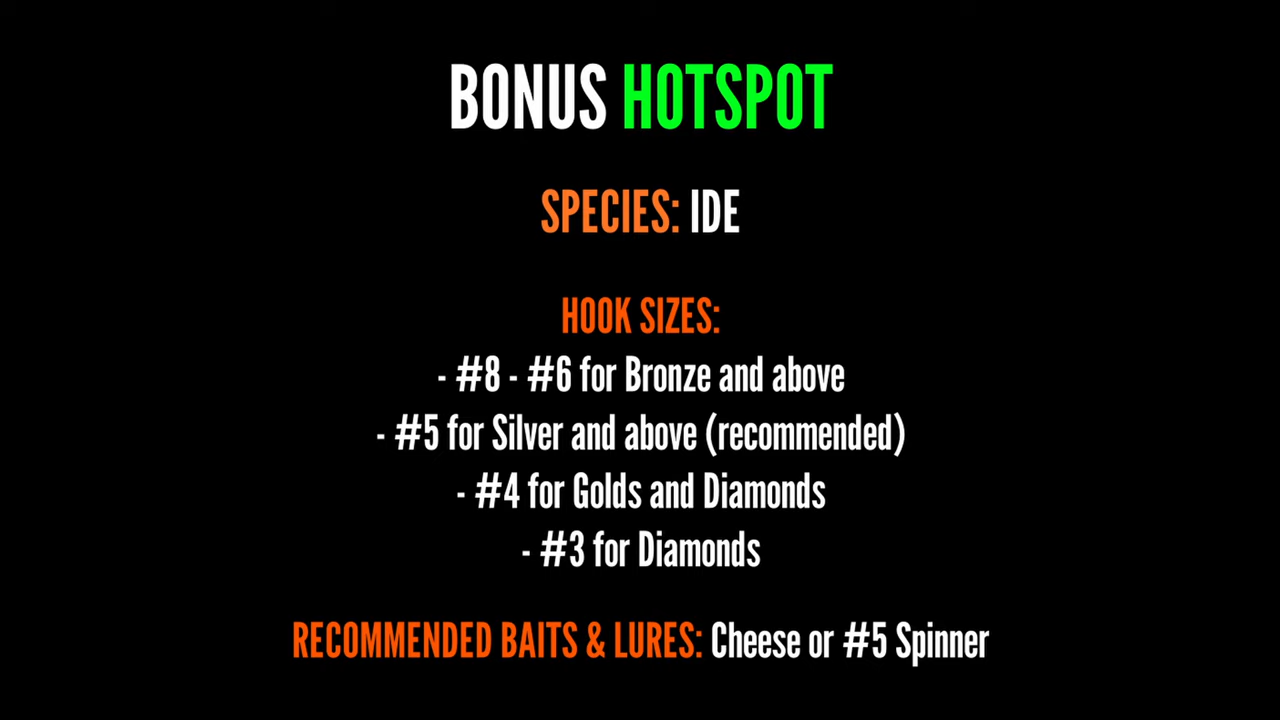 BONUS HOTSPOT
SPECIES: IDE
HOOK SIZES:
- #8 - #6 for Bronze and above
- #5 for Silver and above (recommended)
- #4 for Golds and Diamonds
- #3 for Diamonds
RECOMMENDED BAITS & LURES: Cheese or #5 Spinner